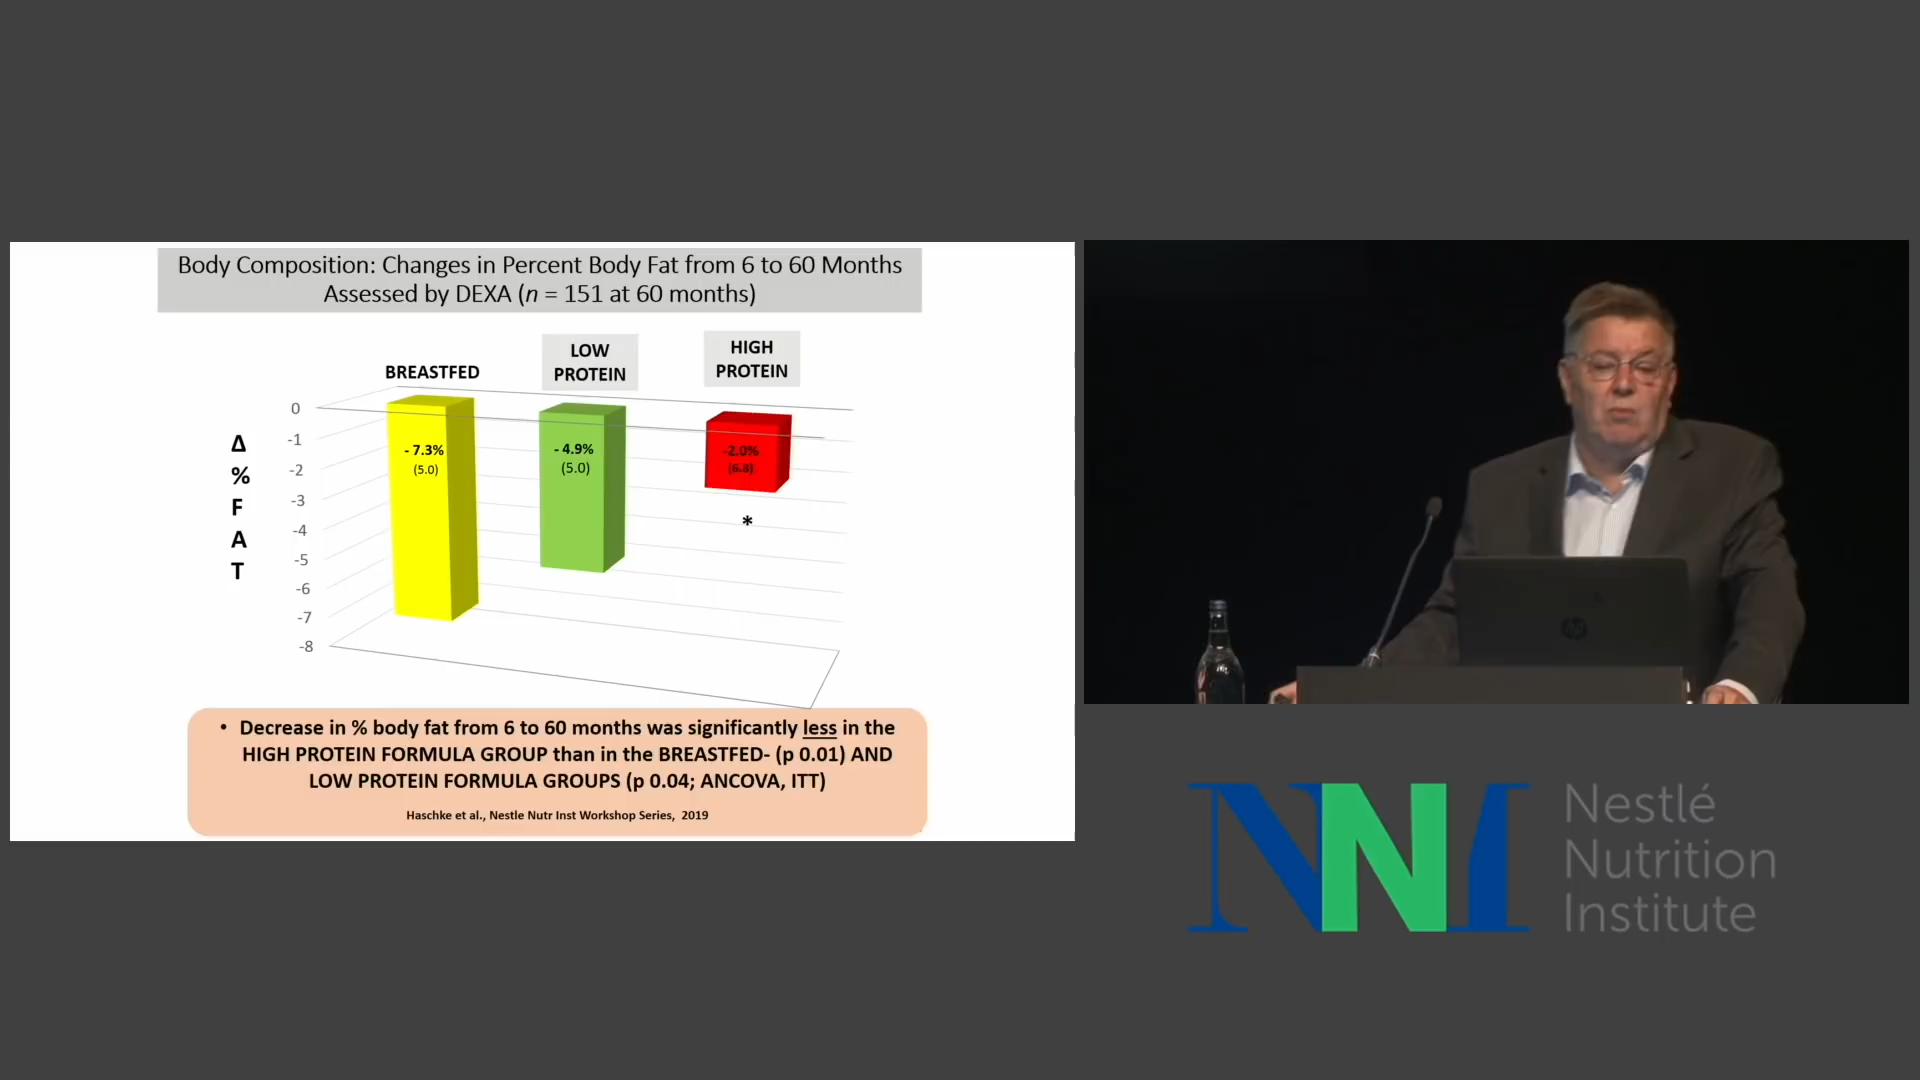 Body Composition: Changes in Percent Body Fat from 6 to 60 Months
Assessed by DEXA (n = 151 at 60 months)
BREASTFED
LOW
PROTEIN
HIGH
PROTEIN
Δ
%
F
A
T
0
-1
-2
-3
-4
-5
-6
-7
-8
- 7.3%
(5.0)
- 4.9%
(5.0)
-2.0%
(6.8)
*
• Decrease in % body fat from 6 to 60 months was significantly less in the
HIGH PROTEIN FORMULA GROUP than in the BREASTFED- (p 0.01) AND
LOW PROTEIN FORMULA GROUPS (p 0.04; ANCOVA, ITT)
Haschke et al., Nestle Nutr Inst Workshop Series, 2019
hp
NNI
Nestlé
Nutrition
Institute